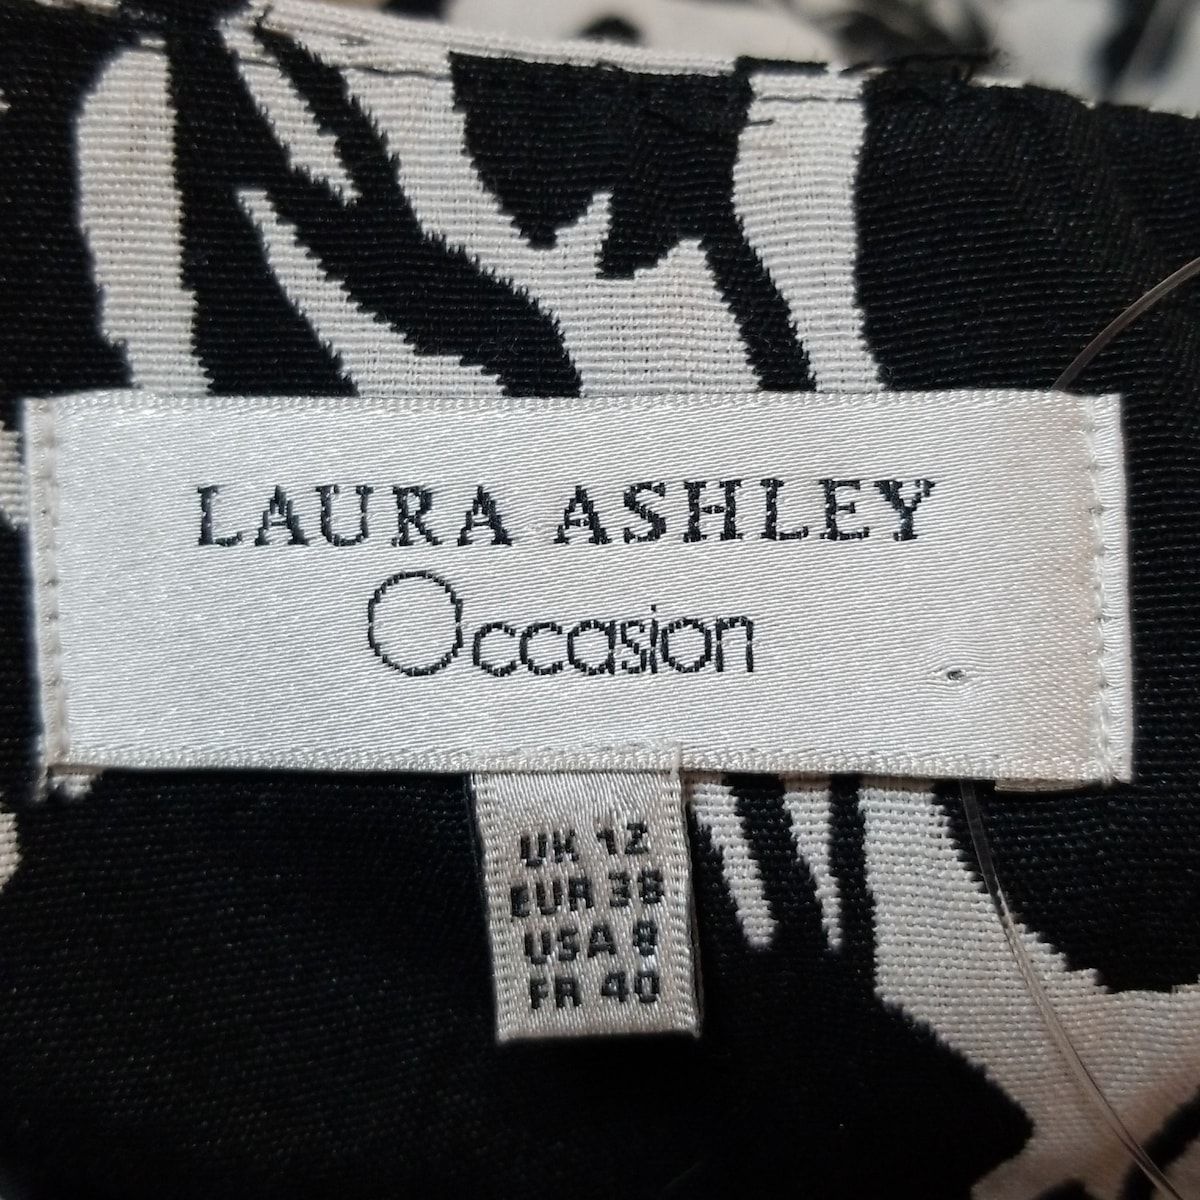 LAURA ASHLEY
Occasion
UK 12
EUR 38
USA 8
FR 40